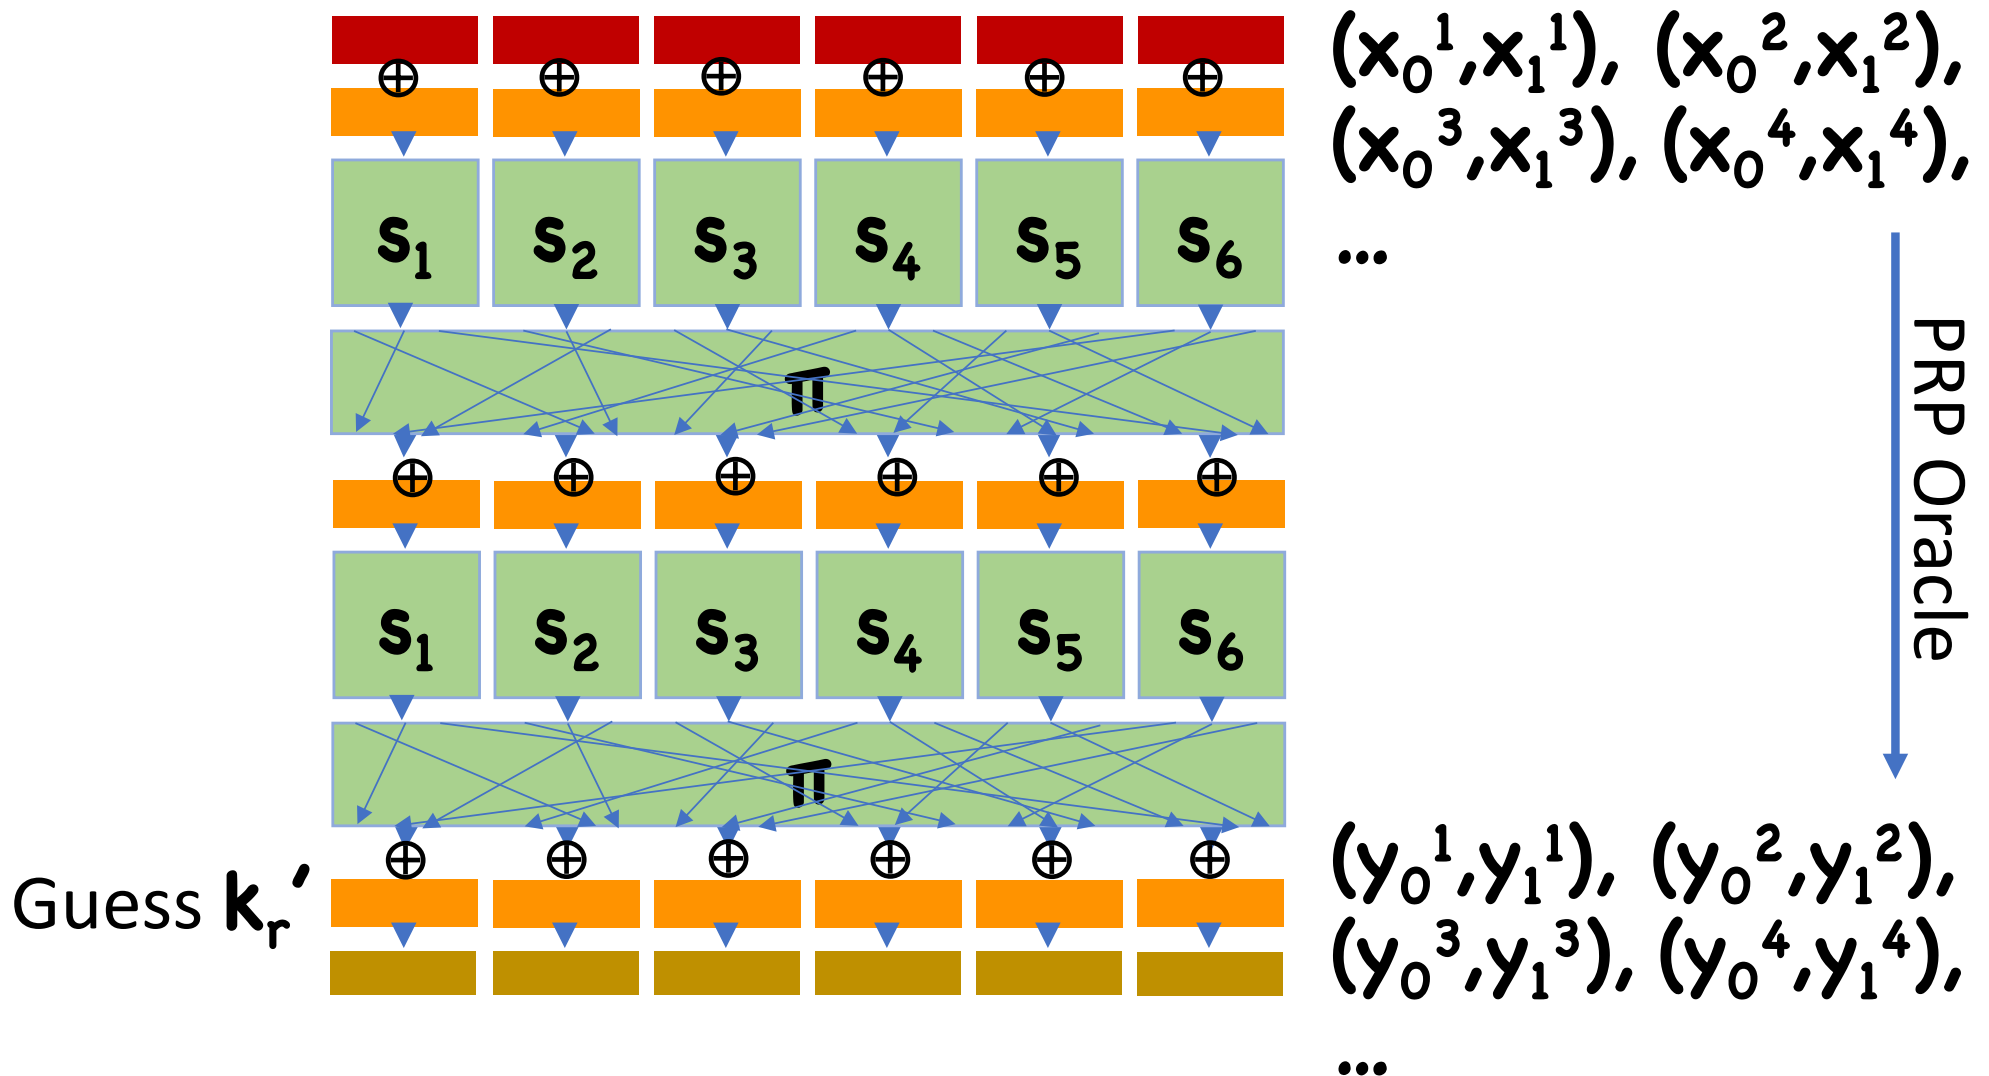 (x₀¹,x₁¹), (x₀²,x₁²),
(x₀³,x₁³), (x₀⁴,x₁⁴),
...
s₁ s₂ s₃ s₄ s₅ s₆
π
s₁ s₂ s₃ s₄ s₅ s₆
π
PRP Oracle
Guess kᵣ′
(y₀¹,y₁¹), (y₀²,y₁²),
(y₀³,y₁³), (y₀⁴,y₁⁴),
...